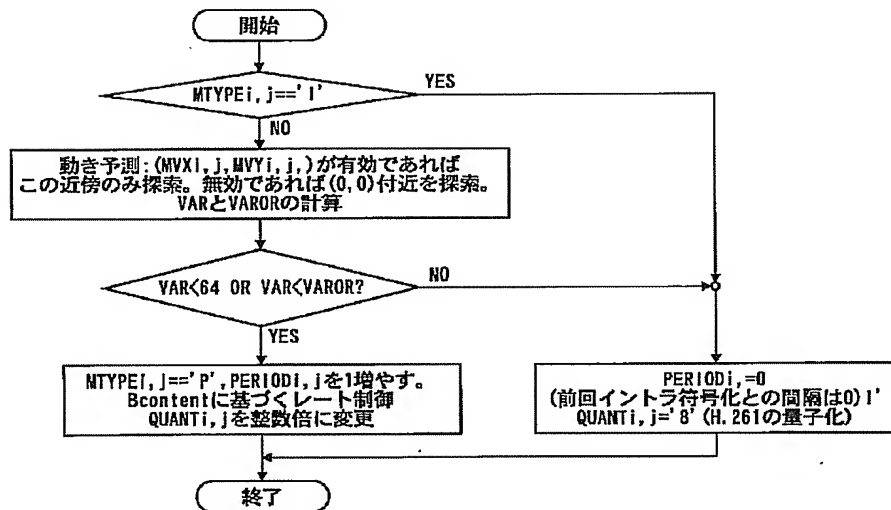 開始
MTYPEi,j=='I'
YES
NO
動き予測:(MVXi,j,MVYi,j,)が有効であれば
この近傍のみ探索。無効であれば(0,0)付近を探索。
VARとVARORの計算
VAR<64 OR VAR<VAROR?
NO
YES
MTYPEi,j=='P',PERIODi,jを1増やす。
Bcontentに基づくレート制御
QUANTi,jを整数倍に変更
PERIODi,=0
(前回イントラ符号化との間隔は0)I'
QUANTi,j='8'(H.261の量子化)
終了